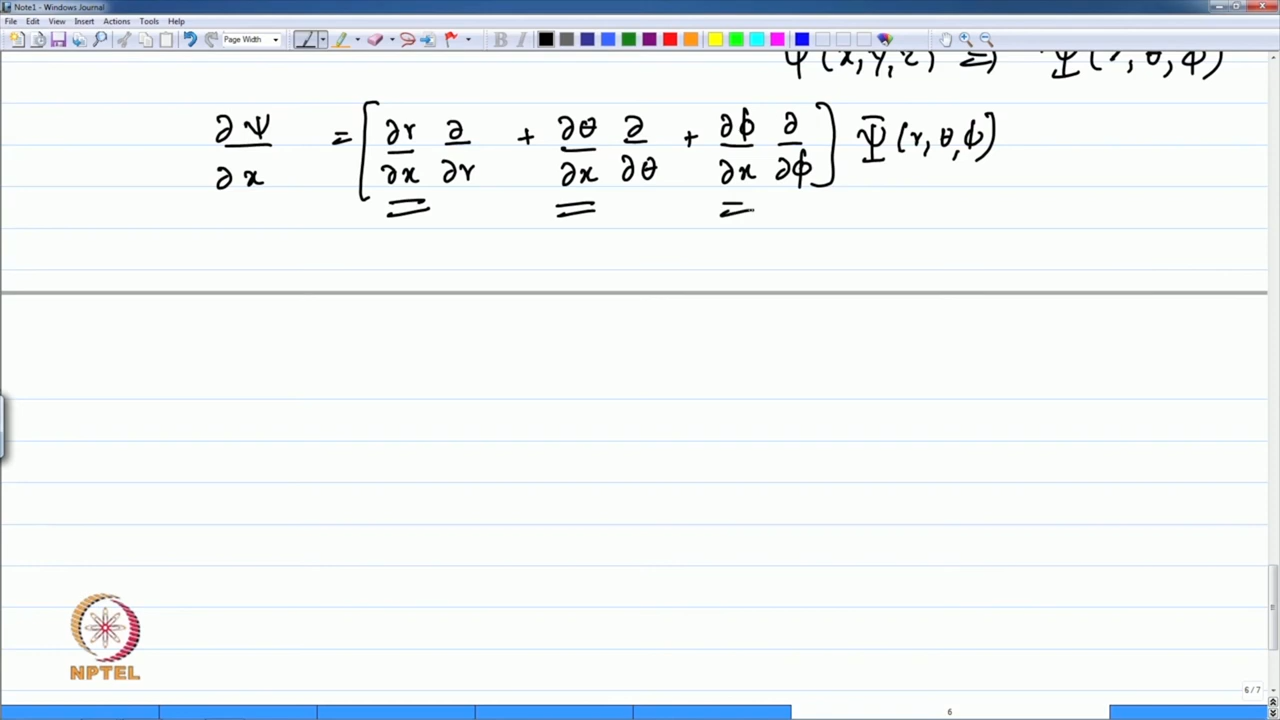 Note1 - Windows Journal
File Edit View Insert Actions Tools Help
Page Width
Ψ(x,y,z) ⇒ Ψ̄(r,θ,ϕ)
∂Ψ/∂x = [∂r/∂x ∂/∂r + ∂θ/∂x ∂/∂θ + ∂ϕ/∂x ∂/∂ϕ] Ψ̄(r,θ,ϕ)
NPTEL
6/7
6